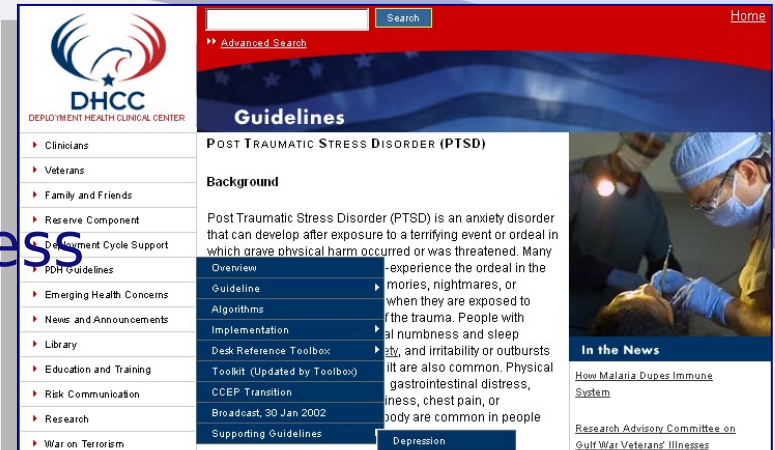 Search
Home
Advanced Search
DHCC
DEPLOYMENT HEALTH CLINICAL CENTER
Guidelines
Clinicians
Veterans
Family and Friends
Reserve Component
ess
Deployment Cycle Support
PDH Guidelines
Emerging Health Concerns
News and Announcements
Library
Education and Training
Risk Communication
Research
War on Terrorism
POST TRAUMATIC STRESS DISORDER (PTSD)
Background
Post Traumatic Stress Disorder (PTSD) is an anxiety disorder
that can develop after exposure to a terrifying event or ordeal in
which grave physical harm occurred or was threatened. Many
-experience the ordeal in the
mories, nightmares, or
when they are exposed to
f the trauma. People with
al numbness and sleep
ety, and irritability or outbursts
ilt are also common. Physical
gastrointestinal distress,
iness, chest pain, or
body are common in people
Overview
Guideline
Algorithms
Implementation
Desk Reference Toolbox
Toolkit (Updated by Toolbox)
CCEP Transition
Broadcast, 30 Jan 2002
Supporting Guidelines
Depression
In the News
How Malaria Dupes Immune
System
Research Advisory Committee on
Gulf War Veterans' Illnesses